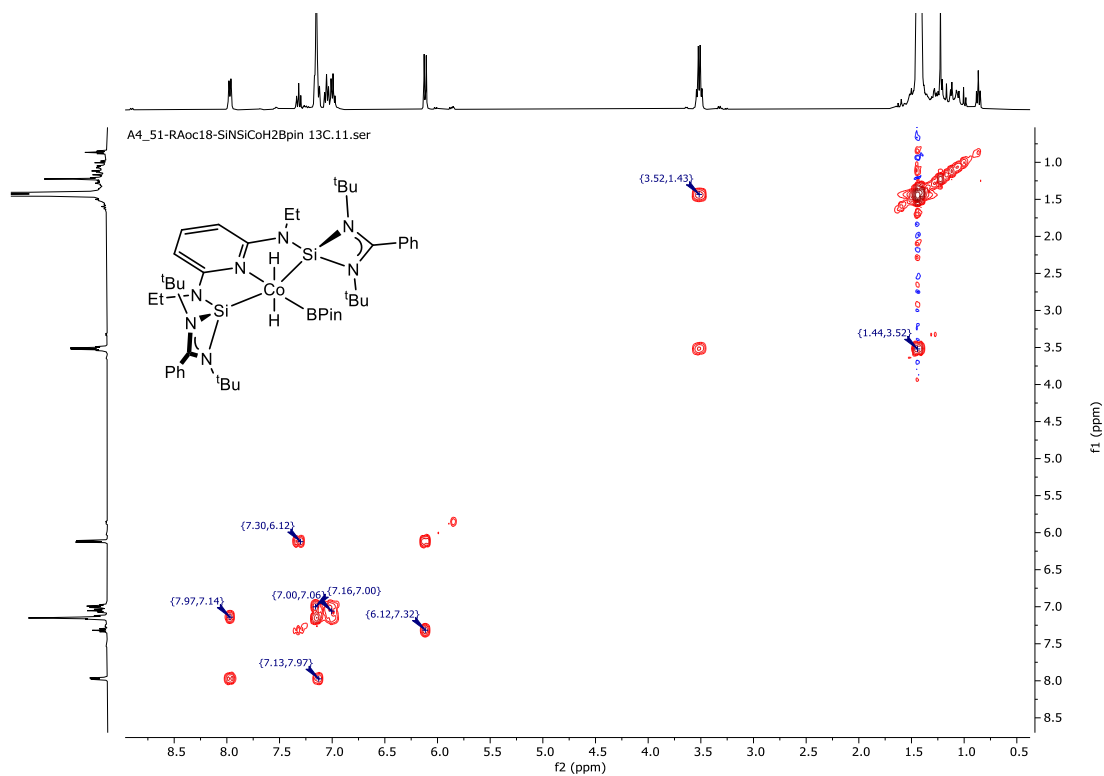 A4_51-RAoc18-SiNSiCoH2Bpin 13C.11.ser
{3.52,1.43}
tBu
Et
N
N
Si
Ph
H
N
N
tBu
Co
tBu
Et
N
H
BPin
Si
N
N
Ph
tBu
{1.44,3.52}
{7.30,6.12}
{7.00,7.06}
{7.16,7.00}
{7.97,7.14}
{6.12,7.32}
{7.13,7.97}
1.0
1.5
2.0
2.5
3.0
3.5
4.0
4.5
5.0
5.5
6.0
6.5
7.0
7.5
8.0
8.5
f1 (ppm)
8.5 8.0 7.5 7.0 6.5 6.0 5.5 5.0 4.5 4.0 3.5 3.0 2.5 2.0 1.5 1.0 0.5
f2 (ppm)